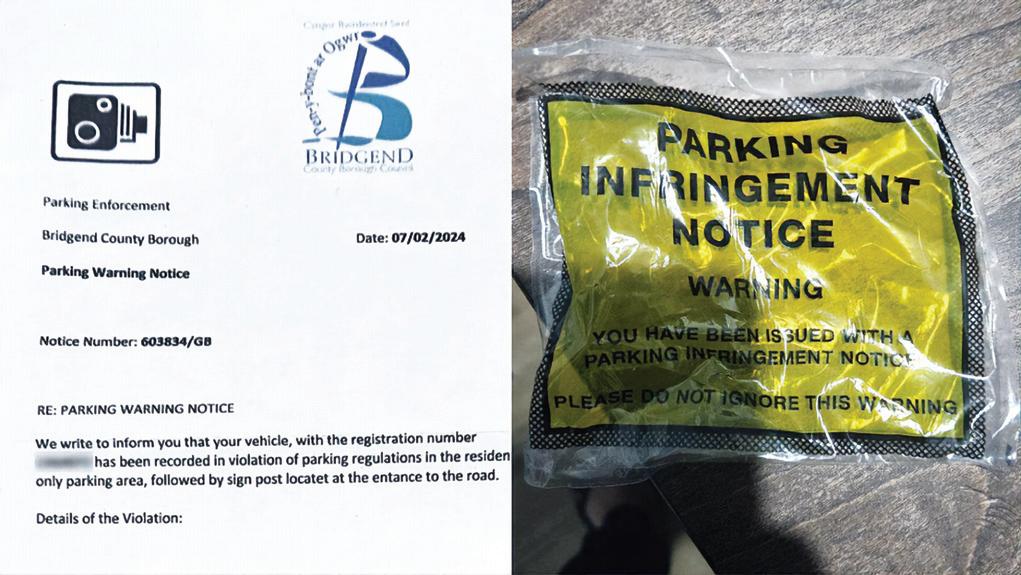 Pen-y-bont ar Ogwr
BRIDGEND
County Borough Council
Parking Enforcement
Bridgend County Borough
Date: 07/02/2024
Parking Warning Notice
Notice Number: 603834/GB
RE: PARKING WARNING NOTICE
We write to inform you that your vehicle, with the registration number
has been recorded in violation of parking regulations in the residen
only parking area, followed by sign post locatet at the entance to the road.
Details of the Violation:
PARKING
INFRINGEMENT
NOTICE
WARNING
YOU HAVE BEEN ISSUED WITH A
PARKING INFRINGEMENT NOTICE
PLEASE DO NOT IGNORE THIS WARNING